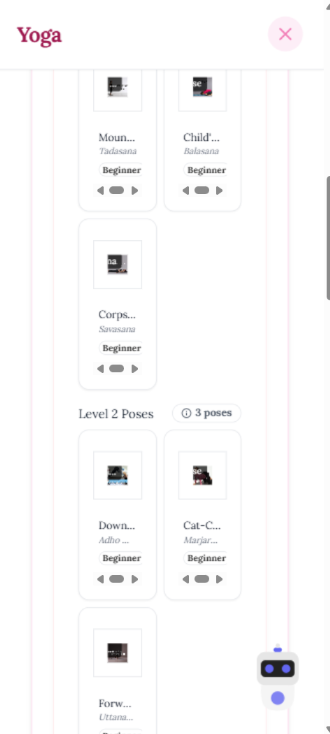 Yoga
Moun... Child'...
Tadasana Balasana
Beginner Beginner
Corps...
Savasana
Beginner
Level 2 Poses 3 poses
Down... Cat-C...
Adho ... Marjar...
Beginner Beginner
Forw...
Uttana...